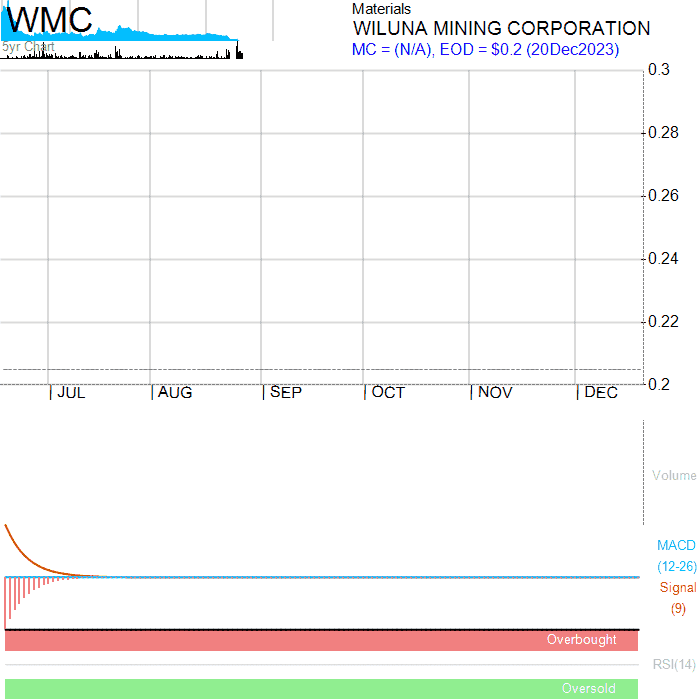 WMC
5yr Chart
Materials
WILUNA MINING CORPORATION
MC = (N/A), EOD = $0.2 (20Dec2023)
0.3
0.28
0.26
0.24
0.22
0.2
JUL AUG SEP OCT NOV DEC
Volume
MACD
(12-26)
Signal
(9)
Overbought
RSI(14)
Oversold